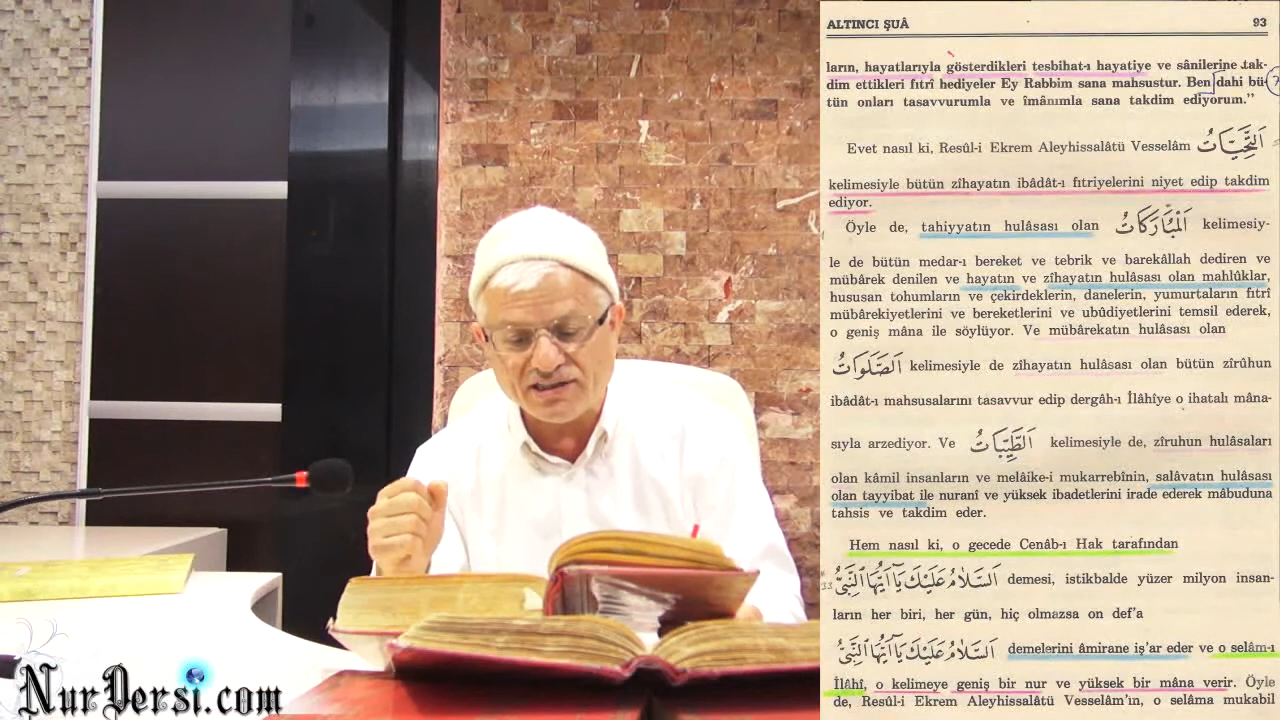 ALTINCI ŞUÂ 93
ların, hayatlarıyla gösterdikleri tesbihat-ı hayatiye ve sânilerine tak-
dim ettikleri fıtrî hediyeler Ey Rabbim sana mahsustur. Ben dahi bü-
tün onları tasavvurumla ve îmânımla sana takdim ediyorum."
Evet nasıl ki, Resûl-i Ekrem Aleyhissalâtü Vesselâm اَلتَّحِيَّاتُ
kelimesiyle bütün zîhayatın ibâdât-ı fıtriyelerini niyet edip takdim
ediyor.
Öyle de, tahiyyatın hulâsası olan اَلْمُبَارَكَاتُ kelimesiy-
le de bütün medar-ı bereket ve tebrik ve barekâllah dediren ve
mübârek denilen ve hayatın ve zîhayatın hulâsası olan mahlûklar,
hususan tohumların ve çekirdeklerin, danelerin, yumurtaların fıtrî
mübârekiyetlerini ve bereketlerini ve ubûdiyetlerini temsil ederek,
o geniş mâna ile söylüyor. Ve mübârekatın hulâsası olan
اَلصَّلَوَاتُ kelimesiyle de zîhayatın hulâsası olan bütün zîrûhun
ibâdât-ı mahsusalarını tasavvur edip dergâh-ı İlâhîye o ihatalı mâna-
sıyla arzediyor. Ve اَلطَّيِّبَاتُ kelimesiyle de, zîruhun hulâsaları
olan kâmil insanların ve melâike-i mukarrebînin, salâvatın hulâsası
olan tayyibat ile nuranî ve yüksek ibadetlerini irade ederek mâbuduna
tahsis ve takdim eder.
Hem nasıl ki, o gecede Cenâb-ı Hak tarafından
اَلسَّلاَمُ عَلَيْكَ يَآ اَيُّهَا النَّبِىُّ demesi, istikbalde yüzer milyon insan-
ların her biri, her gün, hiç olmazsa on def'a
اَلسَّلاَمُ عَلَيْكَ يَآ اَيُّهَا النَّبِىُّ demelerini âmirane iş'ar eder ve o selâm-ı
İlâhî, o kelimeye geniş bir nur ve yüksek bir mâna verir. Öyle
de, Resûl-i Ekrem Aleyhissalâtü Vesselâm'ın, o selâma mukabil
NurDersi.com